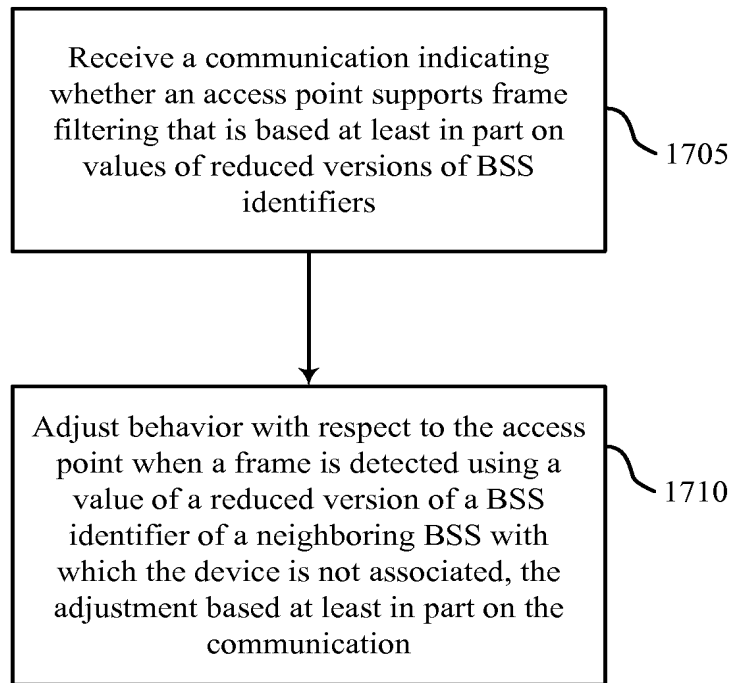 Receive a communication indicating
whether an access point supports frame
filtering that is based at least in part on
values of reduced versions of BSS
identifiers
1705
Adjust behavior with respect to the access
point when a frame is detected using a
value of a reduced version of a BSS
identifier of a neighboring BSS with
which the device is not associated, the
adjustment based at least in part on the
communication
1710